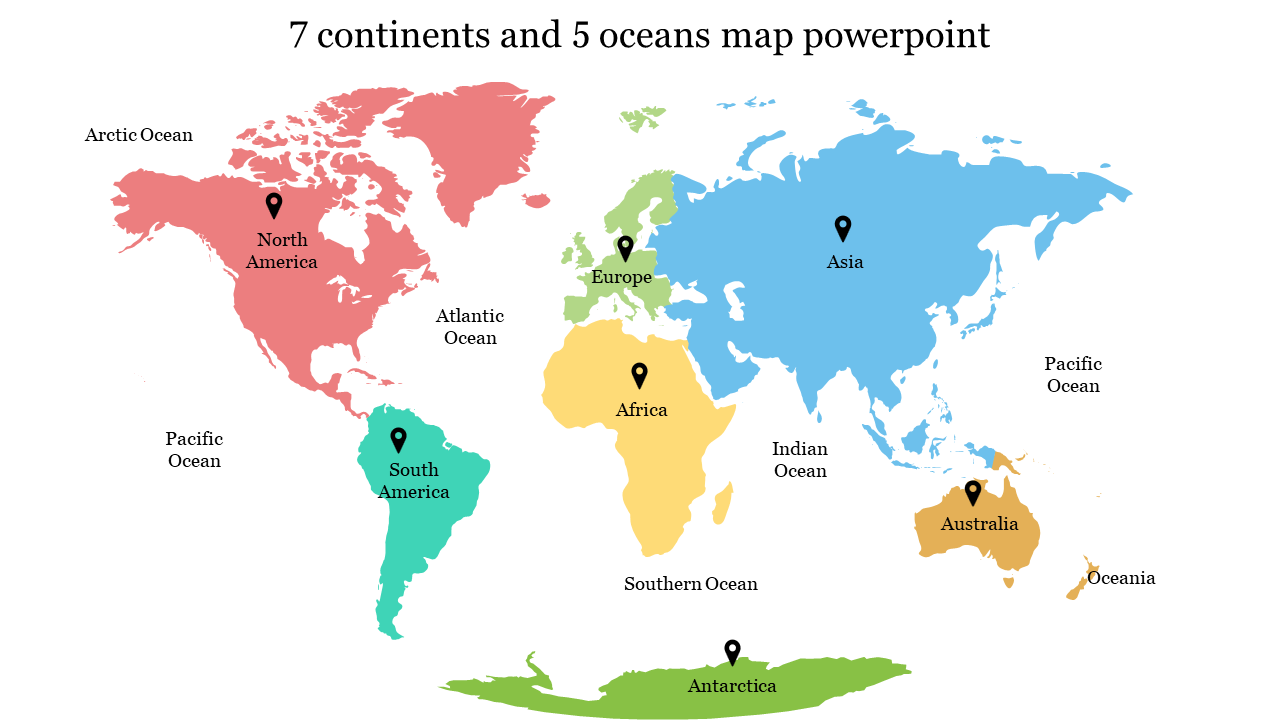 7 continents and 5 oceans map powerpoint
Arctic Ocean
North
America
Europe
Asia
Atlantic
Ocean
Pacific
Ocean
Africa
Pacific
Ocean
Indian
Ocean
South
America
Australia
Southern Ocean
Oceania
Antarctica